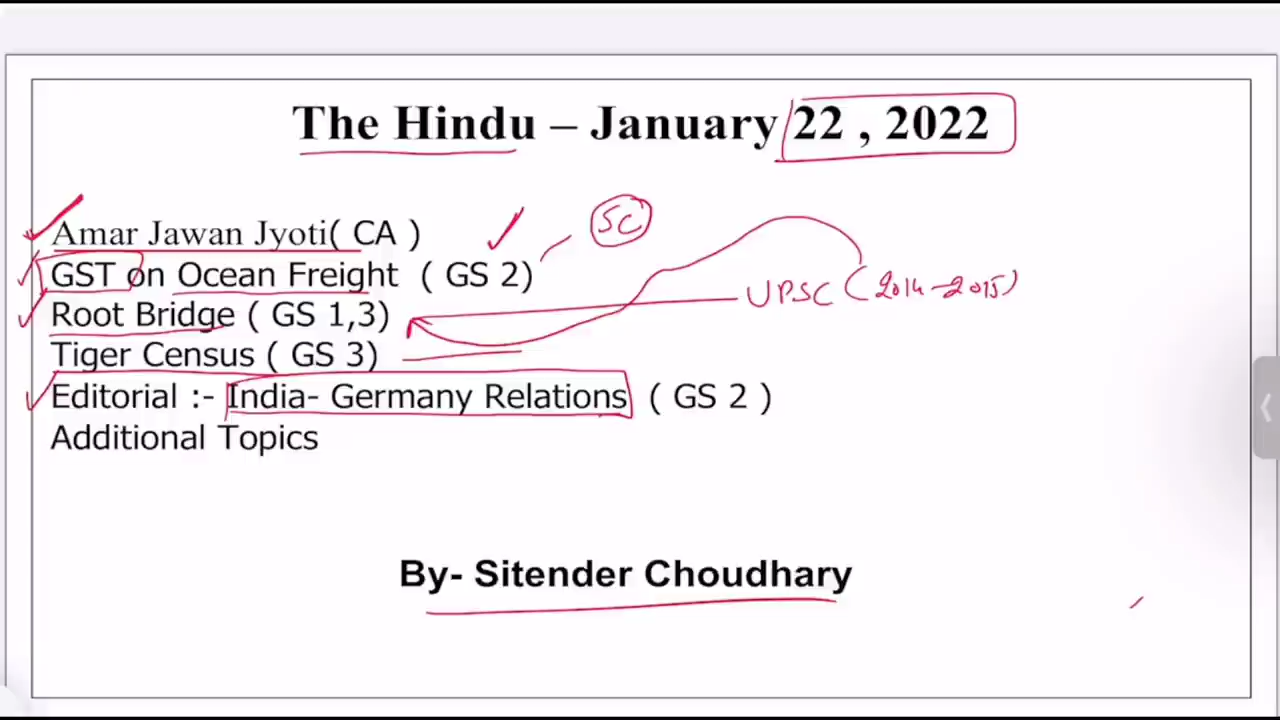 The Hindu – January 22 , 2022
Amar Jawan Jyoti( CA )
SC
GST on Ocean Freight ( GS 2)
UPSC (2014-2015)
Root Bridge ( GS 1,3)
Tiger Census ( GS 3)
Editorial :- India- Germany Relations ( GS 2 )
Additional Topics
By- Sitender Choudhary